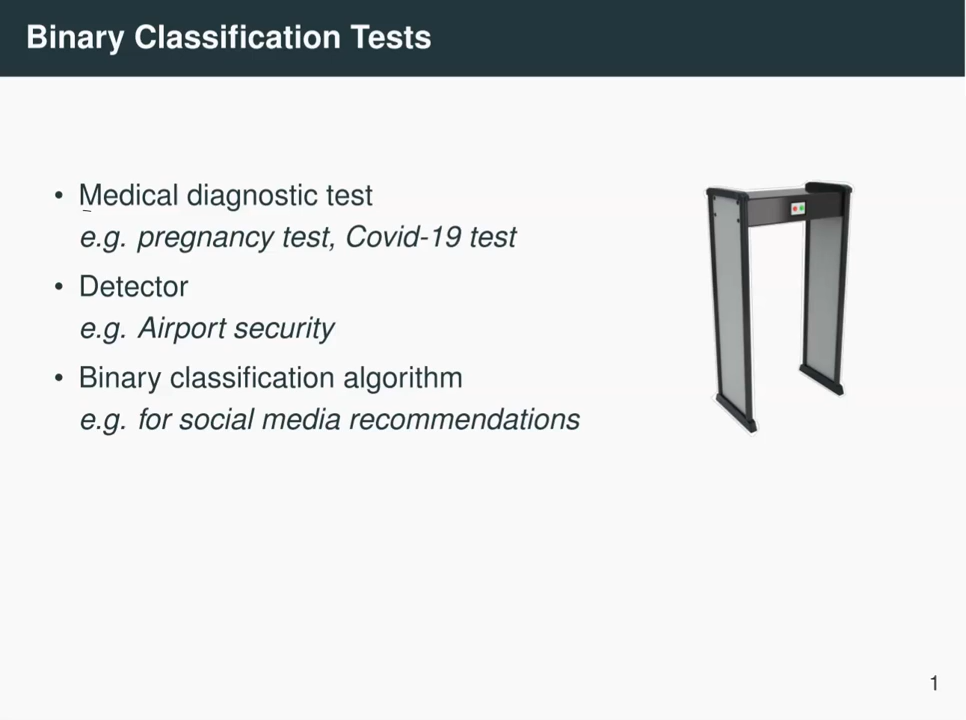 Binary Classification Tests
• Medical diagnostic test
e.g. pregnancy test, Covid-19 test
• Detector
e.g. Airport security
• Binary classification algorithm
e.g. for social media recommendations
1